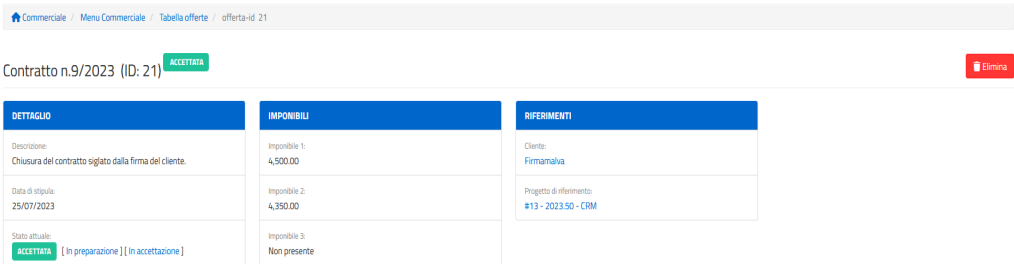 Commerciale / Menu Commerciale / Tabella offerte / offerta-id 21
Contratto n.9/2023 (ID: 21) ACCETTATA
Elimina
DETTAGLIO
Descrizione:
Chiusura del contratto siglato dalla firma del cliente.
Data di stipula:
25/07/2023
Stato attuale:
ACCETTATA [ In preparazione ] [ In accettazione ]
IMPONIBILI
Imponibile 1:
4,500.00
Imponibile 2:
4,350.00
Imponibile 3:
Non presente
RIFERIMENTI
Cliente:
Firmamalva
Progetto di riferimento:
#13 - 2023.50 - CRM